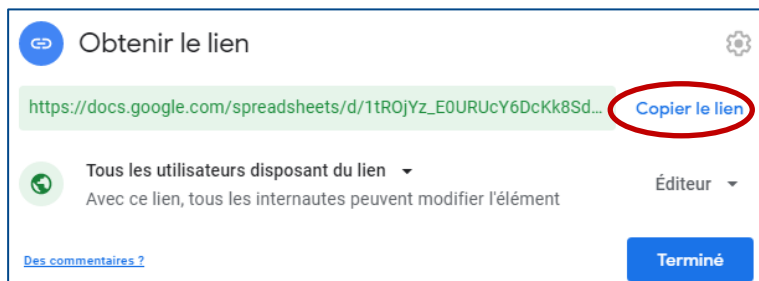 Obtenir le lien
https://docs.google.com/spreadsheets/d/1tROjYz_E0URUcY6DcKk8Sd... Copier le lien
Tous les utilisateurs disposant du lien
Avec ce lien, tous les internautes peuvent modifier l'élément
Éditeur
Des commentaires ?
Terminé